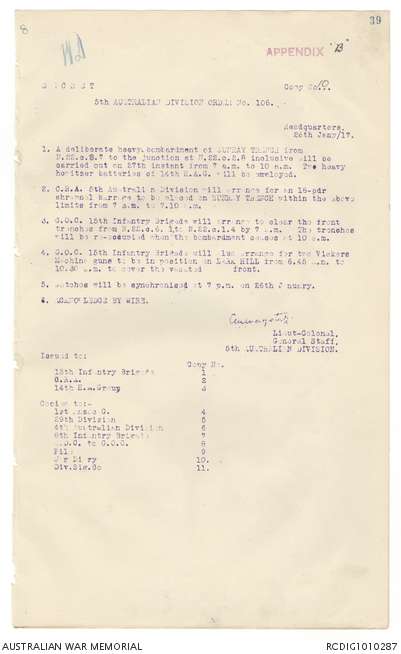 8
39
APPENDIX "B"
S E C R E T Copy No. 10.
5th AUSTRALIAN DIVISION ORDER No. 106.
Headquarters,
26th Jany/17.
1. A deliberate heavy bombardment of SUNRAY TRENCH from
N.22.c.8.7 to the junction at N.22.c.2.8 inclusive will be
carried out on 27th instant from 7 a.m. to 10 a.m. Two heavy
howitzer batteries of 14th H.A.G. will be employed.
2. C.R.A. 5th Australian Division will arrange for an 18-pdr
shrapnel barrage to be placed on SUNRAY TRENCH within the above
limits from 7 a.m. to 7.10 a.m.
3. G.O.C. 15th Infantry Brigade will arrange to clear the front
trenches from N.22.c.6.1 to N.22.c.1.4 by 7 a.m. The trenches
will be re-occupied when the bombardment ceases at 10 a.m.
4. G.O.C. 15th Infantry Brigade will also arrange for two Vickers
Machine guns to be in position on LARK HILL from 6.45 a.m. to
10.30 a.m. to cover the vacated front.
5. Watches will be synchronised at 7 p.m. on 26th January.
6. ACKNOWLEDGE BY WIRE.
Lieut-Colonel,
General Staff,
5th AUSTRALIAN DIVISION.
Issued to:
Copy No.
15th Infantry Brigade 1
C.R.A. 2
14th H.A.Group 3
Copies to:-
1st Anzac C. 4
29th Division 5
4th Australian Division 6
8th Infantry Brigade 7
A.D.C. to G.O.C. 8
File 9
War Diary 10.
Div.Sig.Co 11.
AUSTRALIAN WAR MEMORIAL
RCDIG1010287